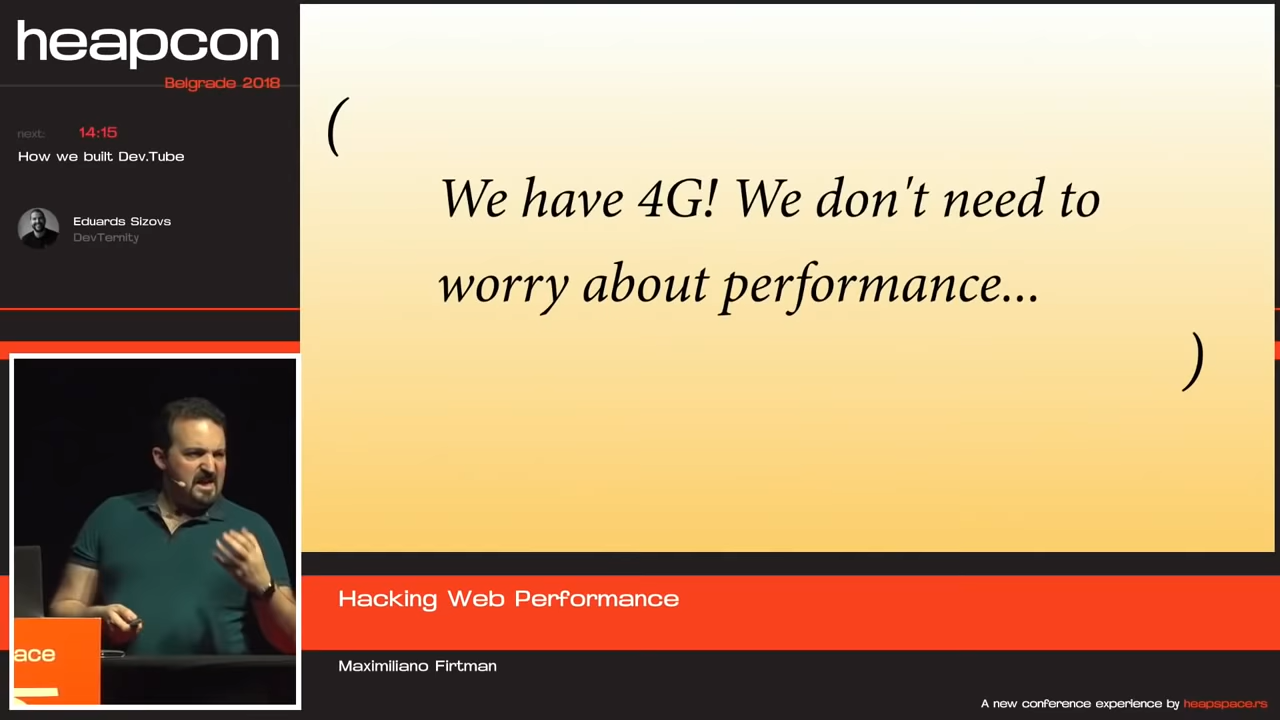 heapcon
Belgrade 2018
next: 14:15
How we built Dev.Tube
Eduards Sizovs
DevTernity
(
We have 4G! We don't need to
worry about performance...
)
ace
Hacking Web Performance
Maximiliano Firtman
A new conference experience by heapspace.rs